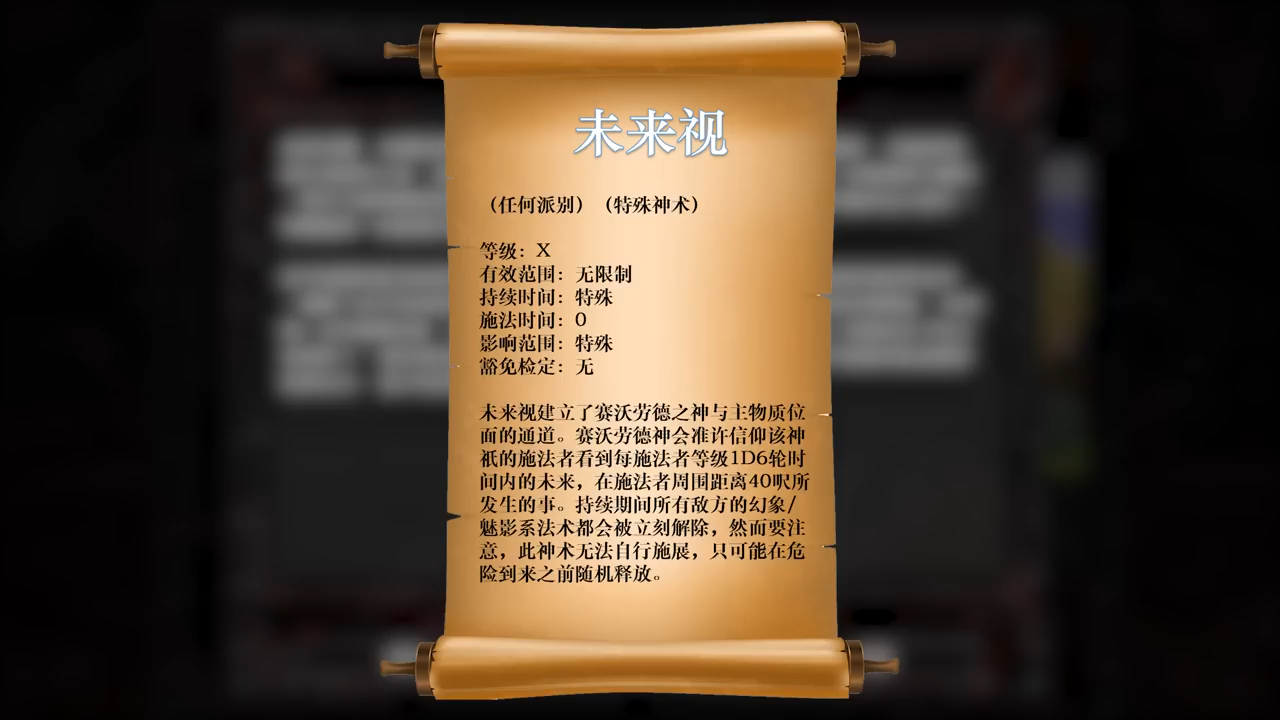 未来视
（任何派别）（特殊神术）
等级：X
有效范围：无限制
持续时间：特殊
施法时间：0
影响范围：特殊
豁免检定：无
未来视建立了赛沃劳德之神与主物质位
面的通道。赛沃劳德神会准许信仰该神
祇的施法者看到每施法者等级1D6轮时
间内的未来，在施法者周围距离40呎所
发生的事。持续期间所有敌方的幻象/
魅影系法术都会被立刻解除，然而要注
意，此神术无法自行施展，只可能在危
险到来之前随机释放。